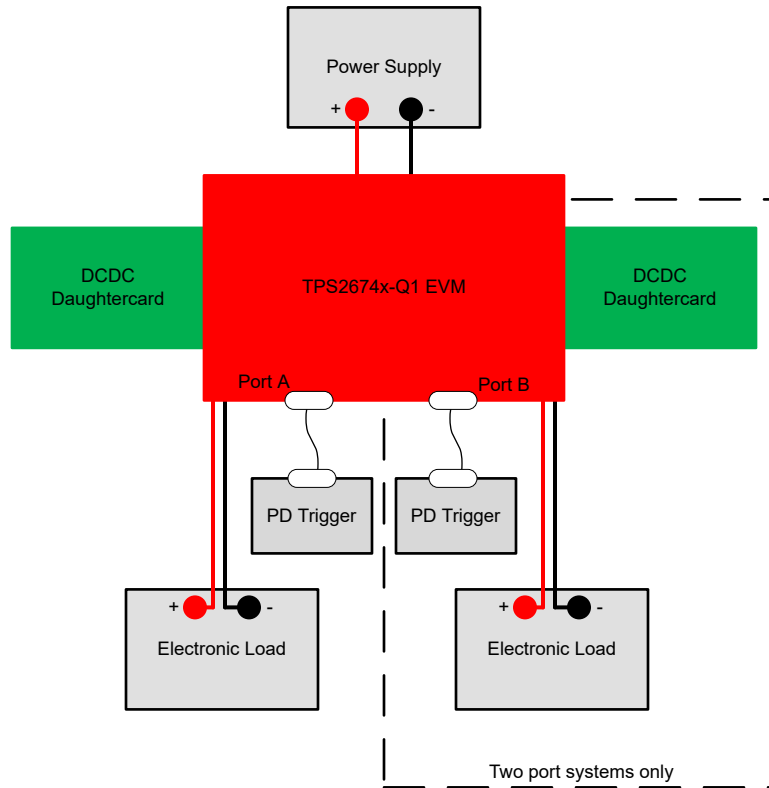 Power Supply
+
-
DCDC
Daughtercard
TPS2674x-Q1 EVM
DCDC
Daughtercard
Port A
Port B
PD Trigger
PD Trigger
+
-
Electronic Load
+
-
Electronic Load
Two port systems only